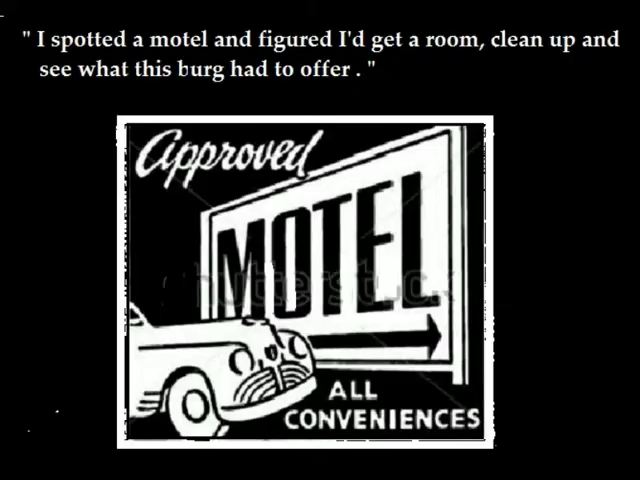 " I spotted a motel and figured I'd get a room, clean up and
see what this burg had to offer . "
Approved
MOTEL
shutterstock
ALL
CONVENIENCES